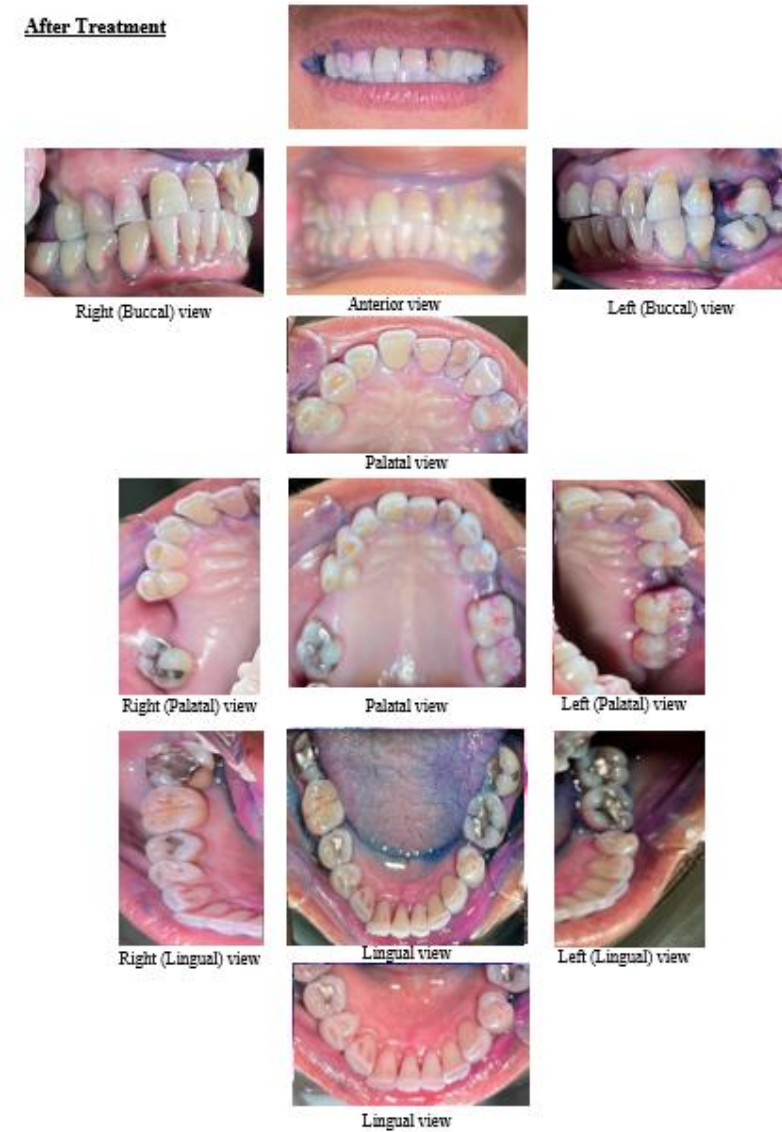 After Treatment
Right (Buccal) view
Anterior view
Left (Buccal) view
Palatal view
Right (Palatal) view
Palatal view
Left (Palatal) view
Right (Lingual) view
Lingual view
Left (Lingual) view
Lingual view